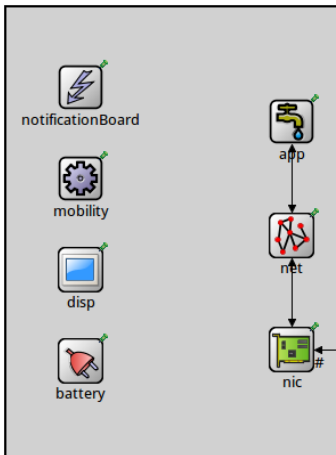 notificationBoard
app
mobility
net
disp
#
nic
battery